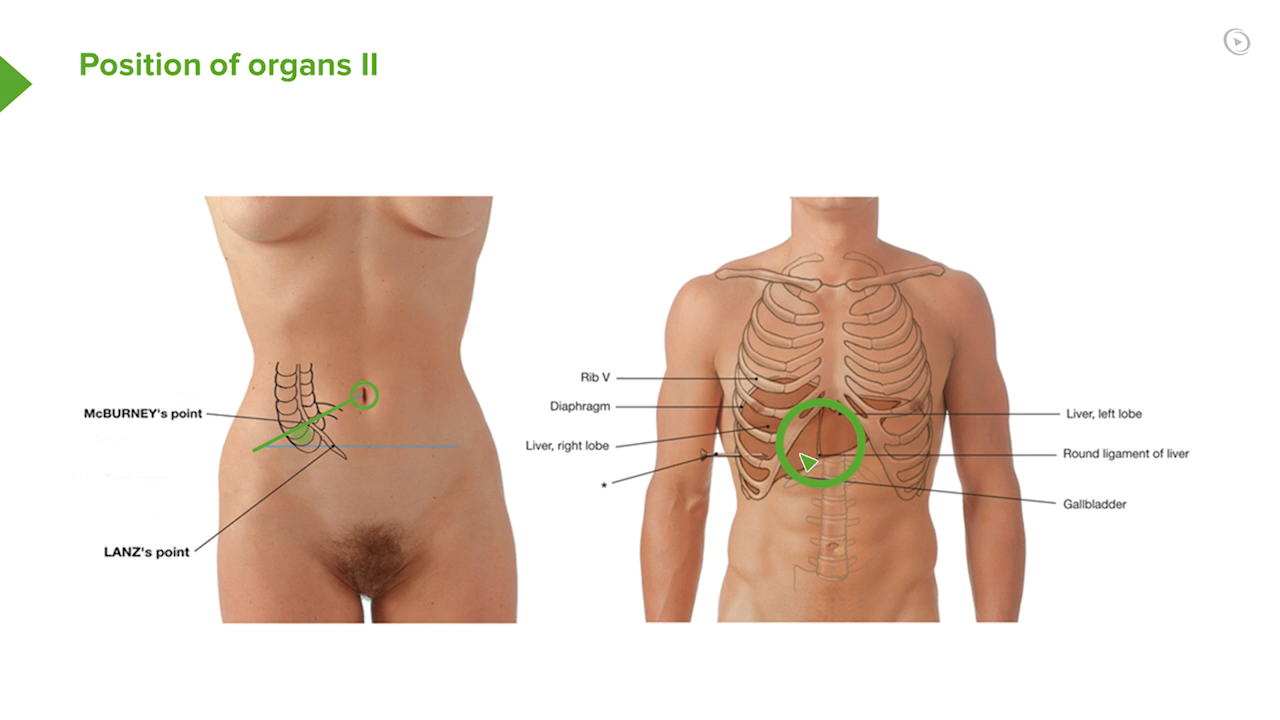 Position of organs II
McBURNEY's point
LANZ's point
Rib V
Diaphragm
Liver, right lobe
*
Liver, left lobe
Round ligament of liver
Gallbladder